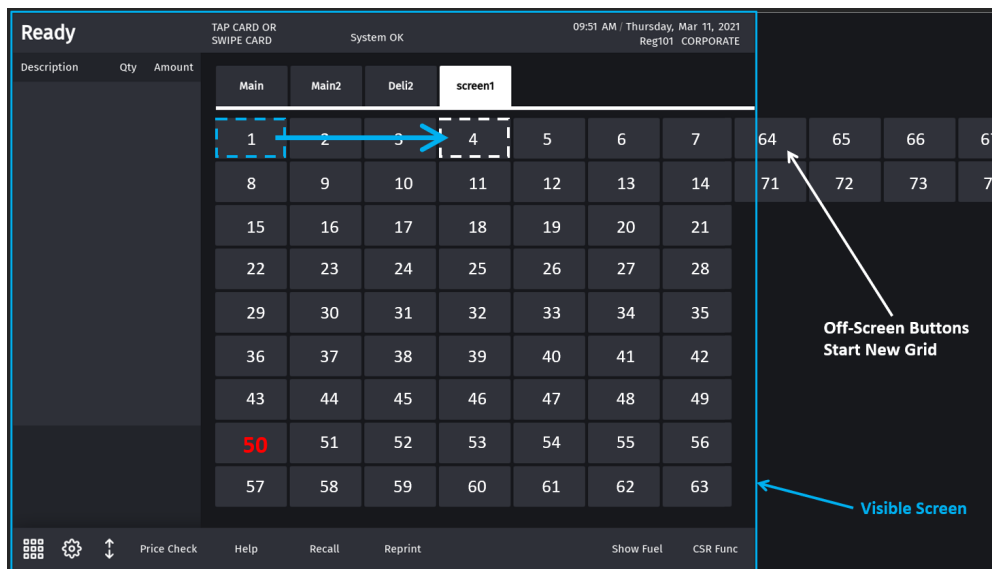 Ready
TAP CARD OR
SWIPE CARD
System OK
09:51 AM / Thursday, Mar 11, 2021
Reg101 CORPORATE
Description Qty Amount
Main Main2 Deli2 screen1
1 2 3 4 5 6 7 64 65 66
8 9 10 11 12 13 14 71 72 73
15 16 17 18 19 20 21
22 23 24 25 26 27 28
29 30 31 32 33 34 35
Off-Screen Buttons
Start New Grid
36 37 38 39 40 41 42
43 44 45 46 47 48 49
50 51 52 53 54 55 56
57 58 59 60 61 62 63
Visible Screen
Price Check Help Recall Reprint Show Fuel CSR Func